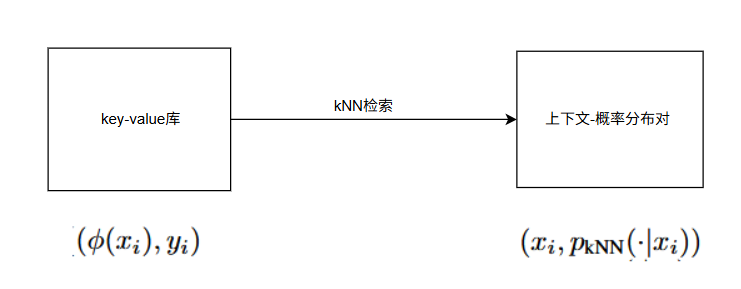 key-value库
kNN检索
上下文-概率分布对
(ϕ(xᵢ), yᵢ)
(xᵢ, p_kNN(·|xᵢ))